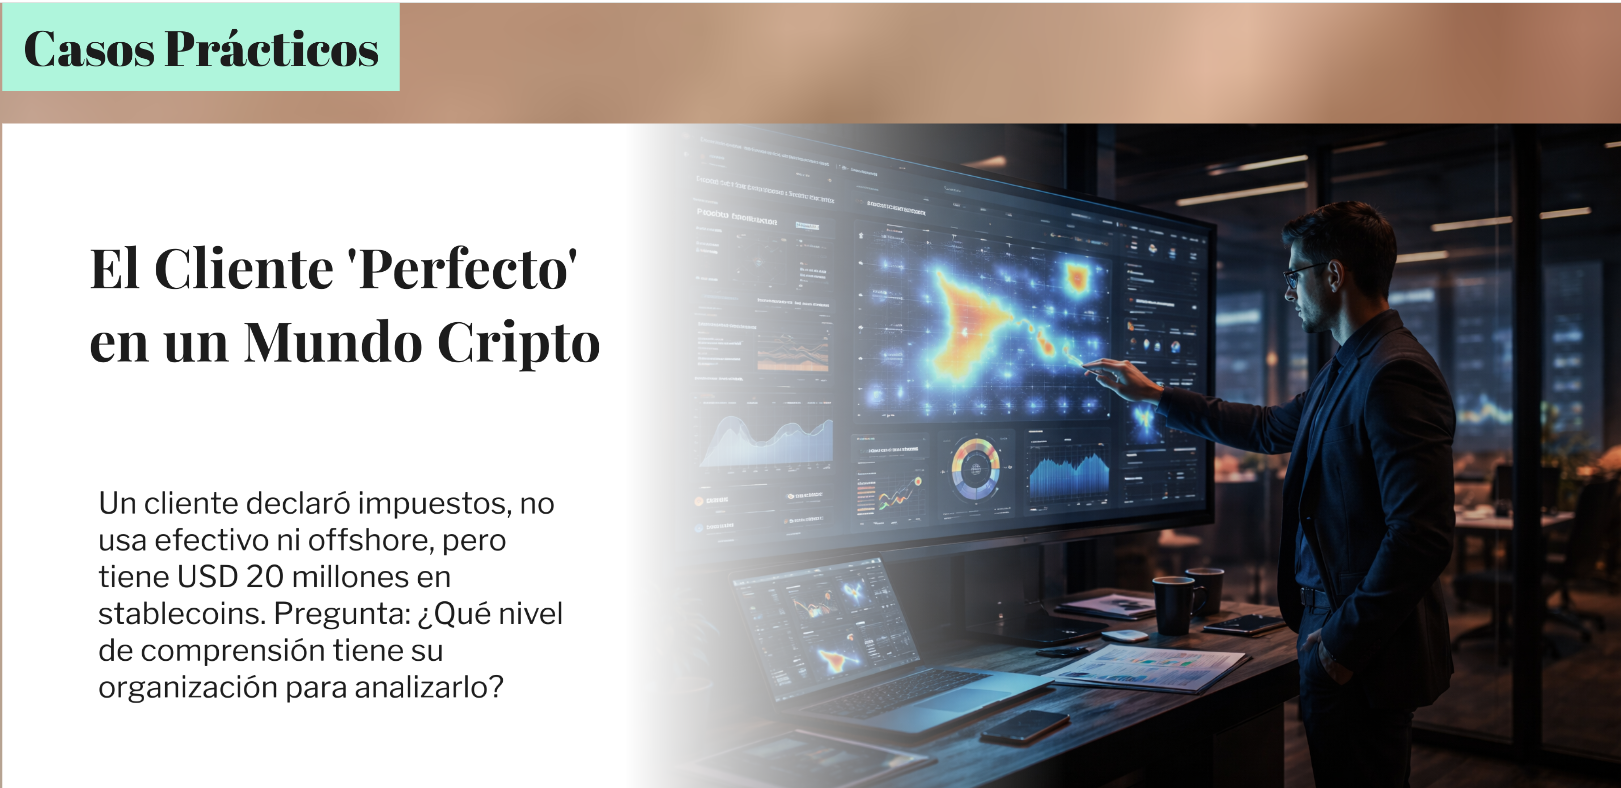 Casos Prácticos
El Cliente 'Perfecto'
en un Mundo Cripto
Un cliente declaró impuestos, no
usa efectivo ni offshore, pero
tiene USD 20 millones en
stablecoins. Pregunta: ¿Qué nivel
de comprensión tiene su
organización para analizarlo?